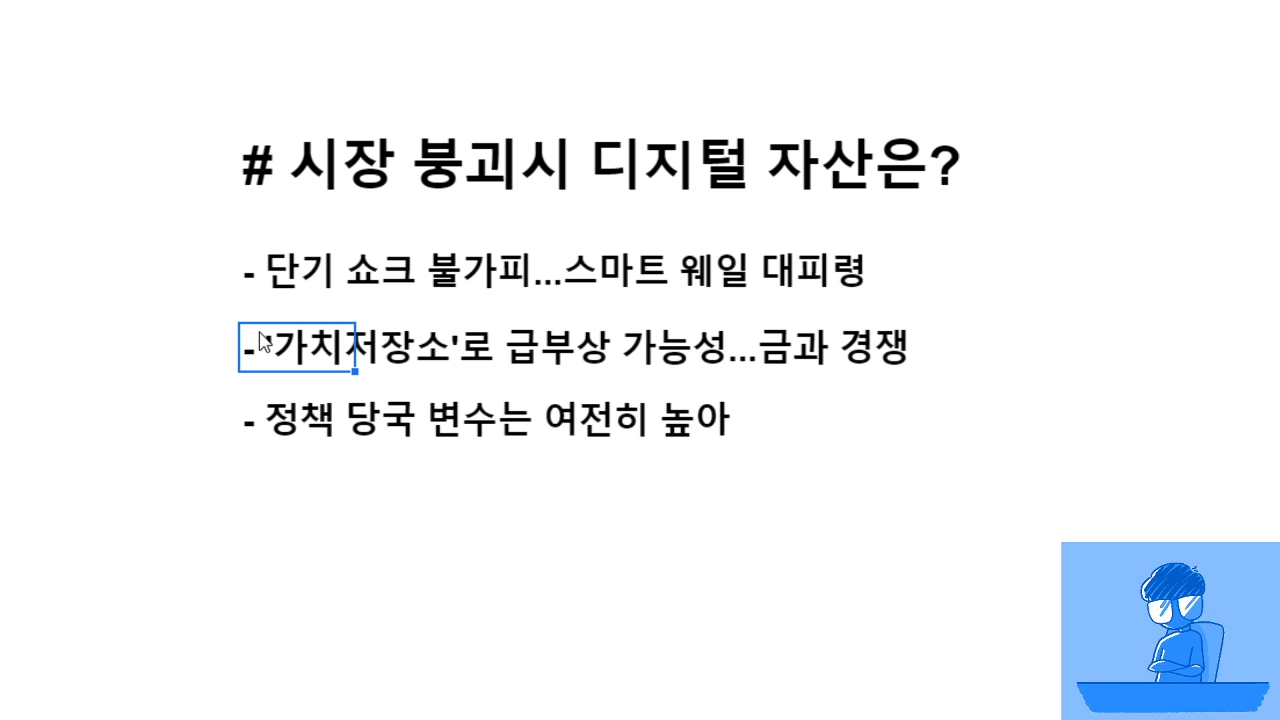 # 시장 붕괴시 디지털 자산은?
- 단기 쇼크 불가피...스마트 웨일 대피령
- '가치저장소'로 급부상 가능성...금과 경쟁
- 정책 당국 변수는 여전히 높아